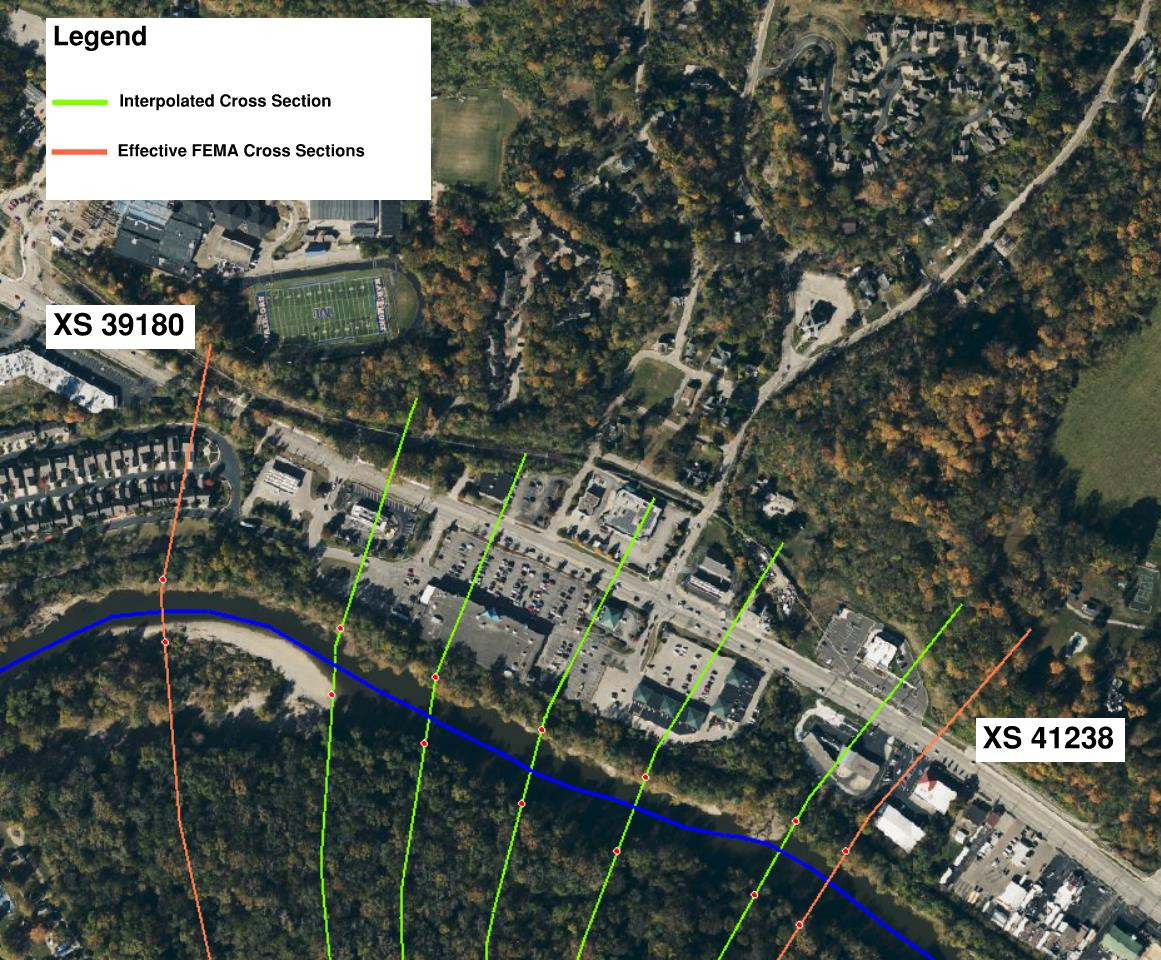 Legend
Interpolated Cross Section
Effective FEMA Cross Sections
XS 39180
XS 41238